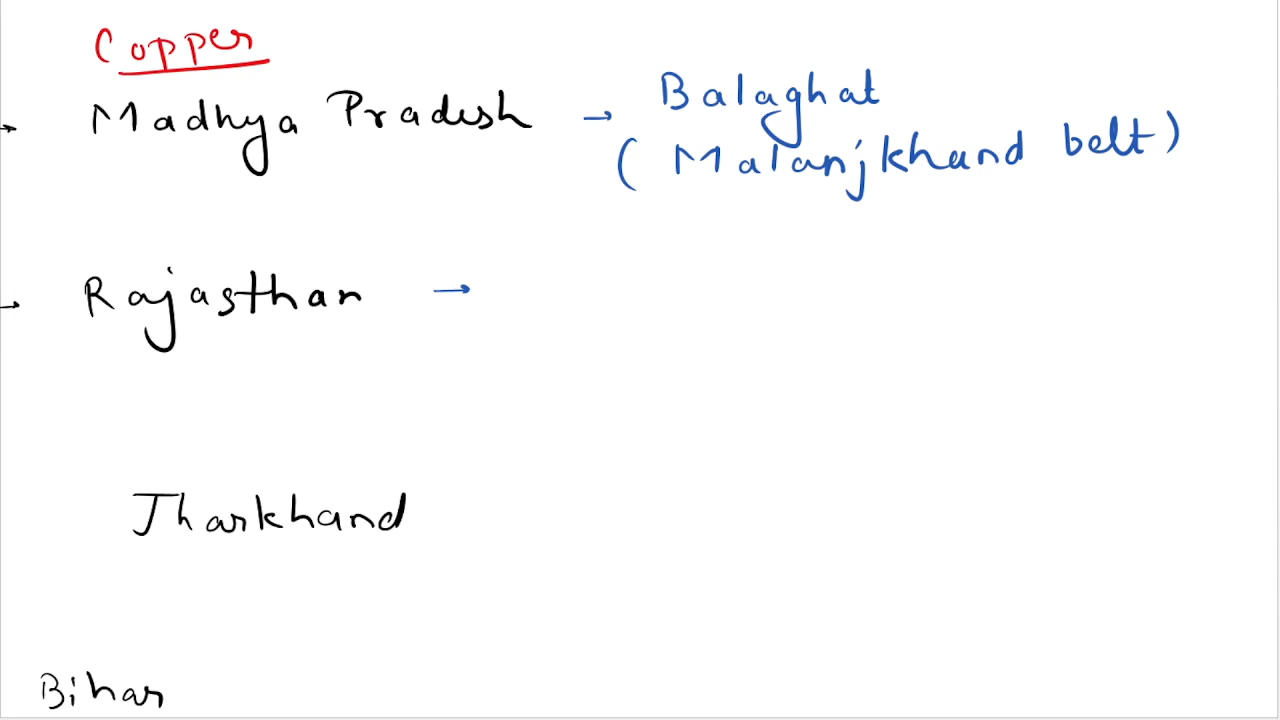 Copper
→ Madhya Pradesh → Balaghat
(Malanjkhand belt)
→ Rajasthan →
Jharkhand
Bihar